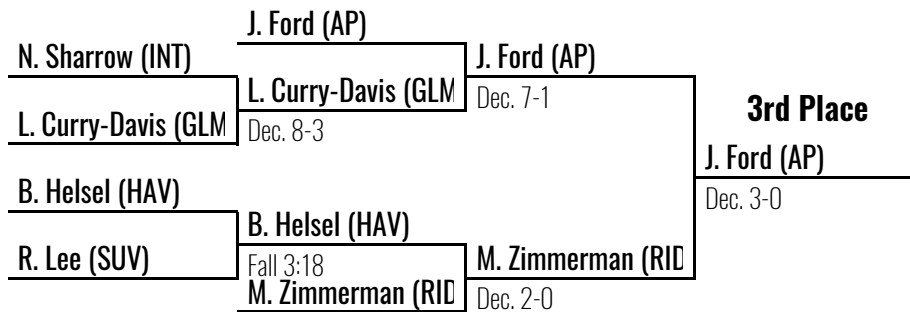 J. Ford (AP)
N. Sharrow (INT)
J. Ford (AP)
L. Curry-Davis (GLM
Dec. 7-1
3rd Place
L. Curry-Davis (GLM
Dec. 8-3
J. Ford (AP)
B. Helsel (HAV)
Dec. 3-0
B. Helsel (HAV)
R. Lee (SUV)
Fall 3:18
M. Zimmerman (RID
M. Zimmerman (RID
Dec. 2-0